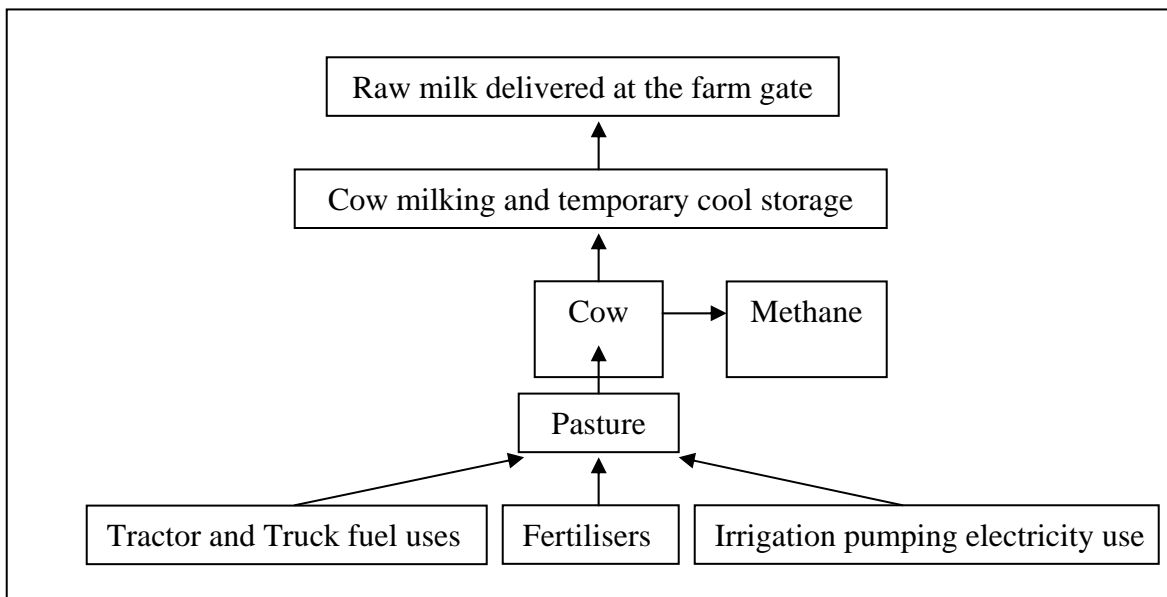 Raw milk delivered at the farm gate
Cow milking and temporary cool storage
Cow
Methane
Pasture
Tractor and Truck fuel uses
Fertilisers
Irrigation pumping electricity use